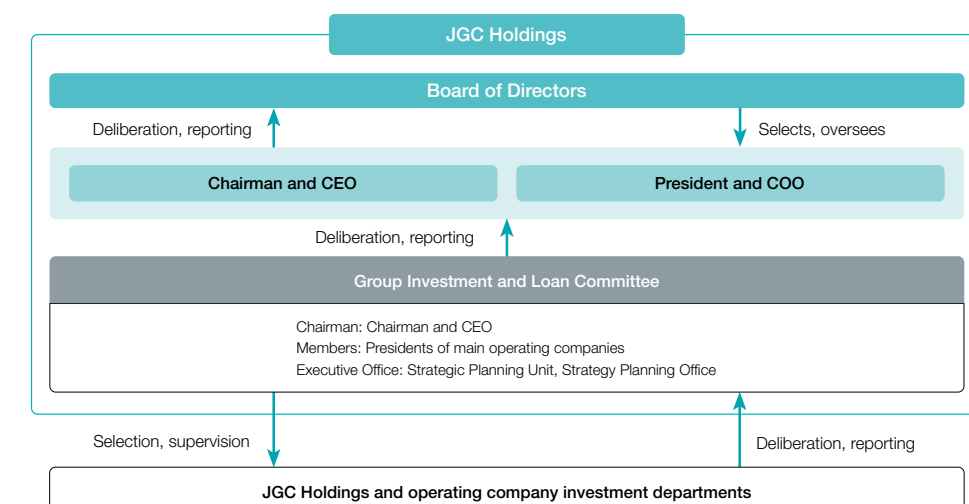 JGC Holdings
Board of Directors
Deliberation, reporting
Selects, oversees
Chairman and CEO
President and COO
Deliberation, reporting
Group Investment and Loan Committee
Chairman: Chairman and CEO
Members: Presidents of main operating companies
Executive Office: Strategic Planning Unit, Strategy Planning Office
Selection, supervision
Deliberation, reporting
JGC Holdings and operating company investment departments